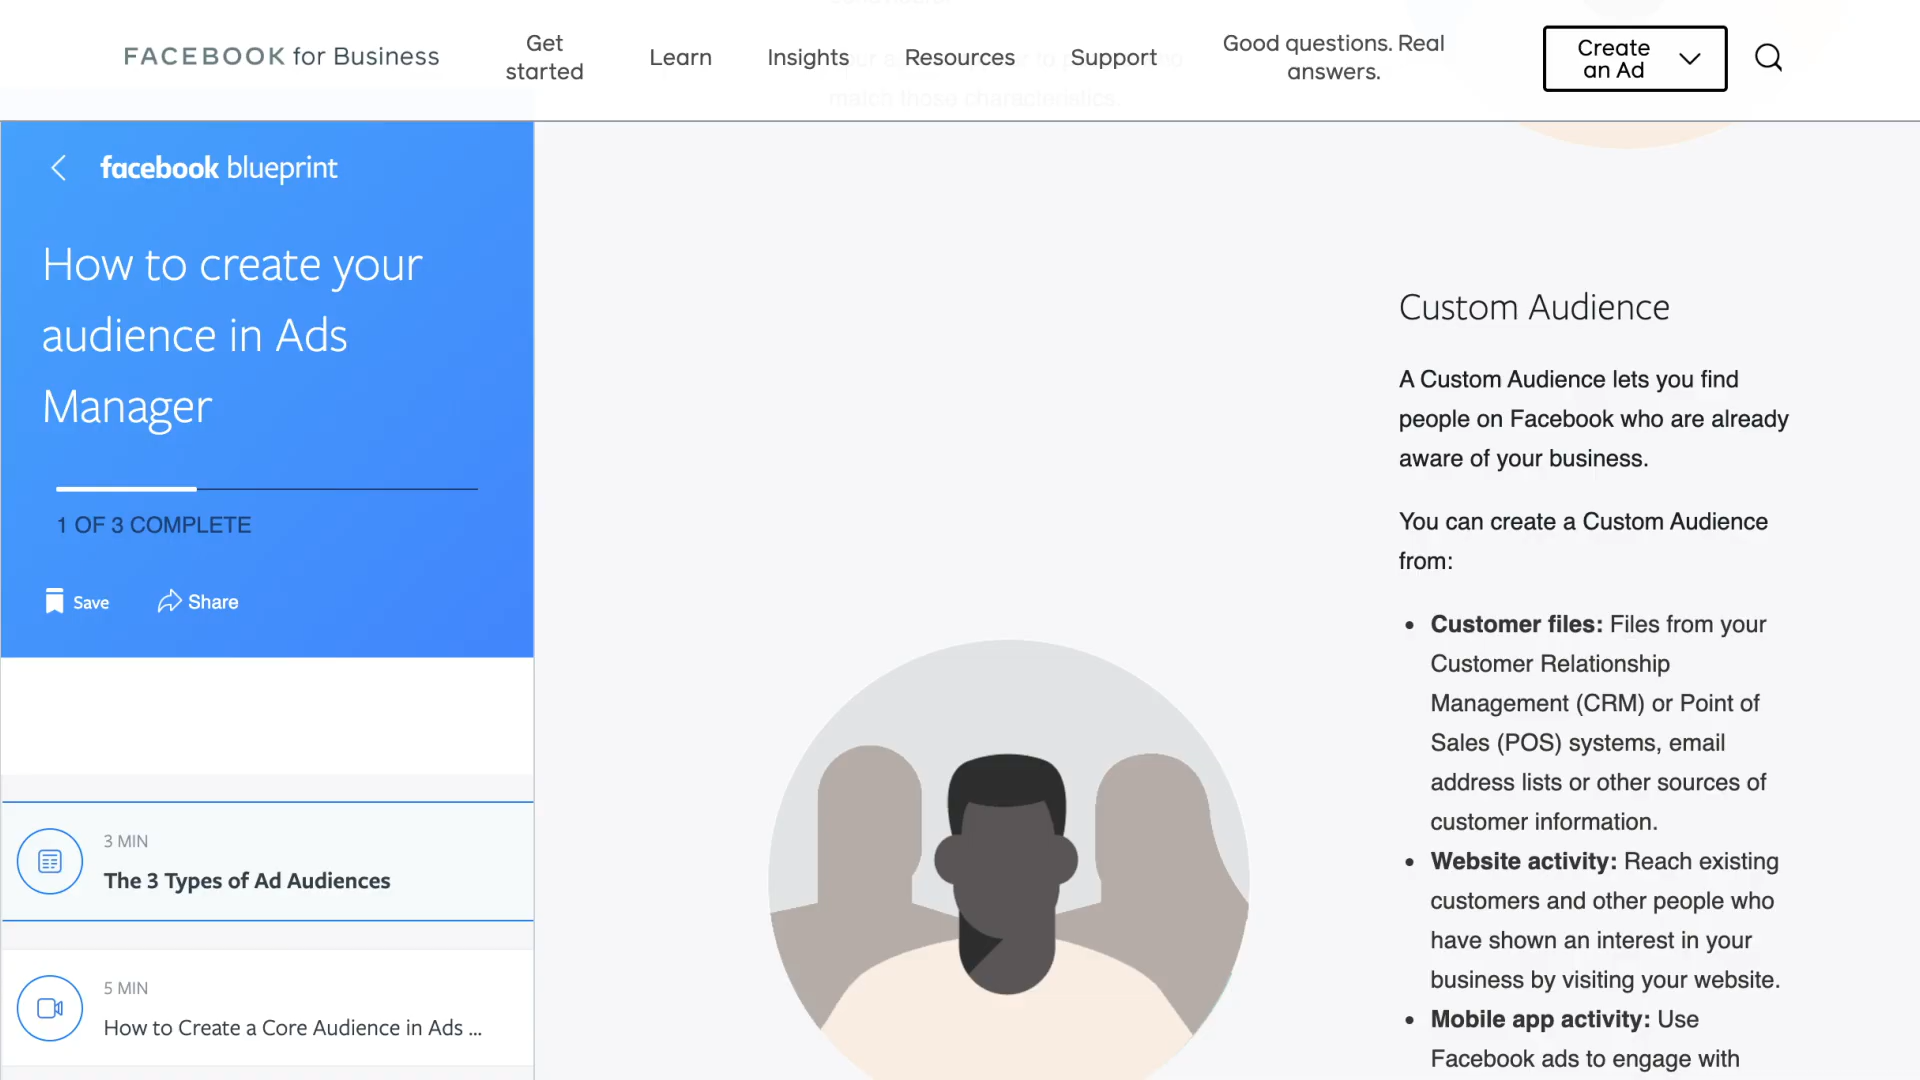 FACEBOOK for Business
Get
started
Learn
Insights
Resources
Support
Good questions. Real
answers.
Create
an Ad
match those characteristics.
facebook blueprint
How to create your
audience in Ads
Manager
1 OF 3 COMPLETE
Save
Share
3 MIN
The 3 Types of Ad Audiences
5 MIN
How to Create a Core Audience in Ads ...
Custom Audience
A Custom Audience lets you find
people on Facebook who are already
aware of your business.
You can create a Custom Audience
from:
• Customer files: Files from your
Customer Relationship
Management (CRM) or Point of
Sales (POS) systems, email
address lists or other sources of
customer information.
• Website activity: Reach existing
customers and other people who
have shown an interest in your
business by visiting your website.
• Mobile app activity: Use
Facebook ads to engage with